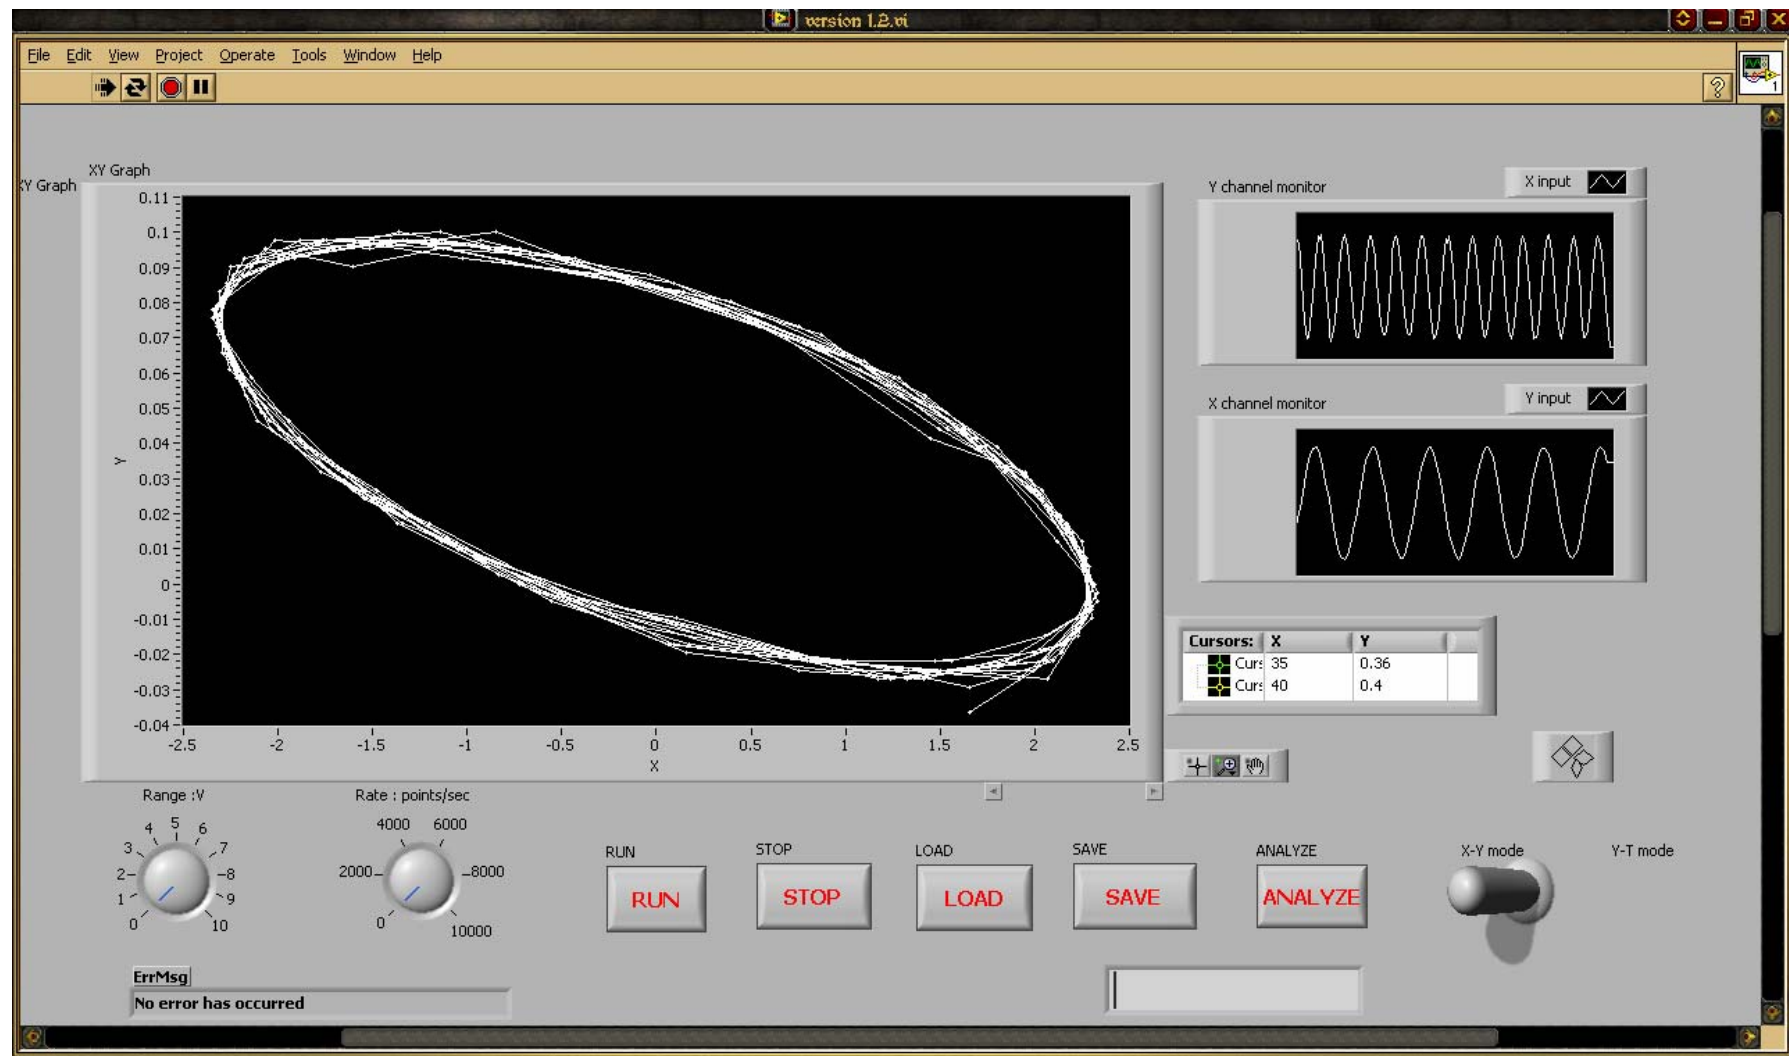 version 1.2.vi
File Edit View Project Operate Tools Window Help
1
XY Graph
XY Graph
0.11
0.1
0.09
0.08
0.07
0.06
0.05
0.04
0.03
0.02
0.01
0
-0.01
-0.02
-0.03
-0.04
Y
-2.5 -2 -1.5 -1 -0.5 0 0.5 1 1.5 2 2.5
X
Y channel monitor
X input
X channel monitor
Y input
Cursors: X Y
Curs 35 0.36
Curs 40 0.4
Range :V
0 1 2 3 4 5 6 7 8 9 10
Rate : points/sec
0 2000 4000 6000 8000 10000
RUN
RUN
STOP
STOP
LOAD
LOAD
SAVE
SAVE
ANALYZE
ANALYZE
X-Y mode Y-T mode
ErrMsg
No error has occurred